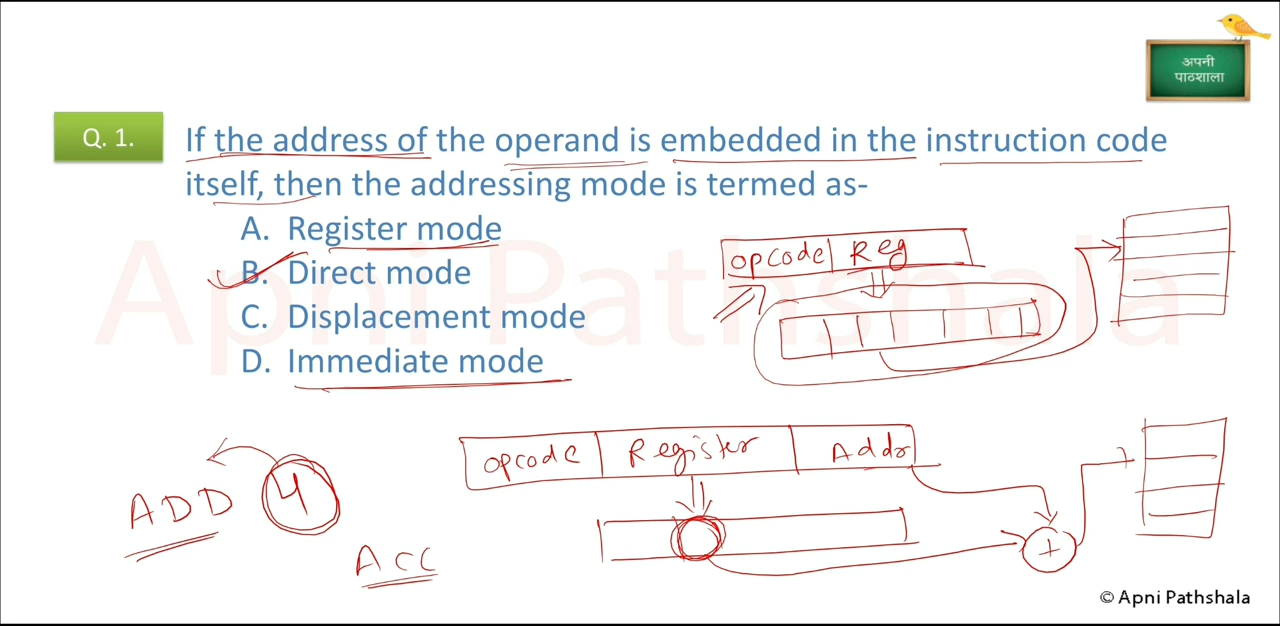 अपनी
पाठशाला
Q. 1.
If the address of the operand is embedded in the instruction code
itself, then the addressing mode is termed as-
A. Register mode
B. Direct mode
C. Displacement mode
D. Immediate mode
Apni Pathshala
opcode Reg
opcode Register Addr
ADD 4
+
ACC
© Apni Pathshala